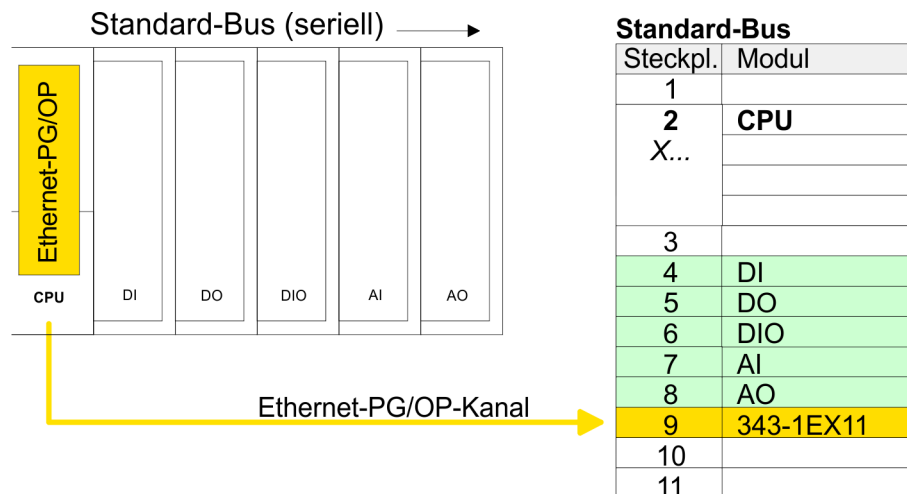 Standard-Bus (seriell)
Ethernet-PG/OP
CPU
DI
DO
DIO
AI
AO
Ethernet-PG/OP-Kanal
Standard-Bus
Steckpl. Modul
1
2 CPU
X...
3
4 DI
5 DO
6 DIO
7 AI
8 AO
9 343-1EX11
10
11